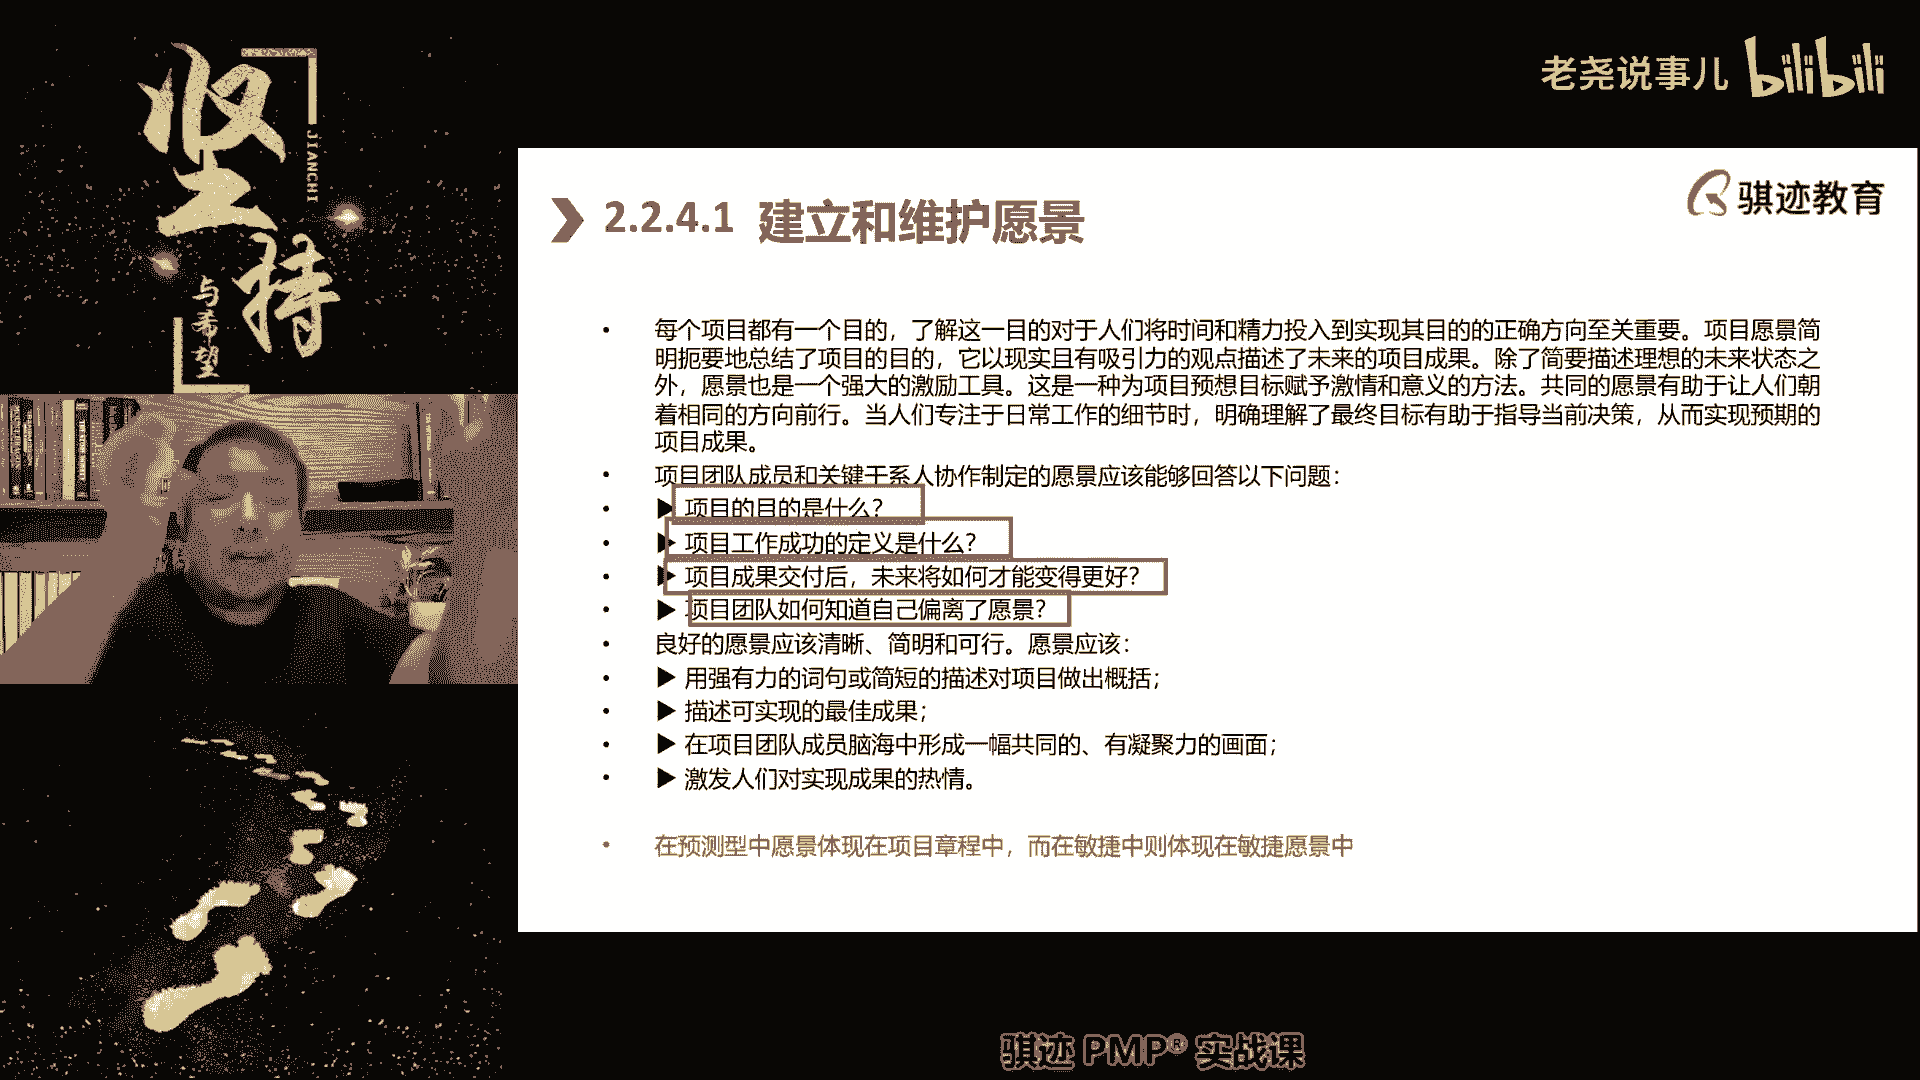 坚持
JIANCHI
与希望
老尧说事儿 bilibili
骐迹教育
2.2.4.1 建立和维护愿景
• 每个项目都有一个目的，了解这一目的对于人们将时间和精力投入到实现其目的的正确方向至关重要。项目愿景简
明扼要地总结了项目的目的，它以现实且有吸引力的观点描述了未来的项目成果。除了简要描述理想的未来状态之
外，愿景也是一个强大的激励工具。这是一种为项目预想目标赋予激情和意义的方法。共同的愿景有助于让人们朝
着相同的方向前行。当人们专注于日常工作的细节时，明确理解了最终目标有助于指导当前决策，从而实现预期的
项目成果。
• 项目团队成员和关键干系人协作制定的愿景应该能够回答以下问题：
• ▶ 项目的目的是什么？
• ▶ 项目工作成功的定义是什么？
• ▶ 项目成果交付后，未来将如何才能变得更好？
• ▶ 项目团队如何知道自己偏离了愿景？
• 良好的愿景应该清晰、简明和可行。愿景应该：
• ▶ 用强有力的词句或简短的描述对项目做出概括；
• ▶ 描述可实现的最佳成果；
• ▶ 在项目团队成员脑海中形成一幅共同的、有凝聚力的画面；
• ▶ 激发人们对实现成果的热情。
• 在预测型中愿景体现在项目章程中，而在敏捷中则体现在敏捷愿景中
骐迹 PMP® 实战课